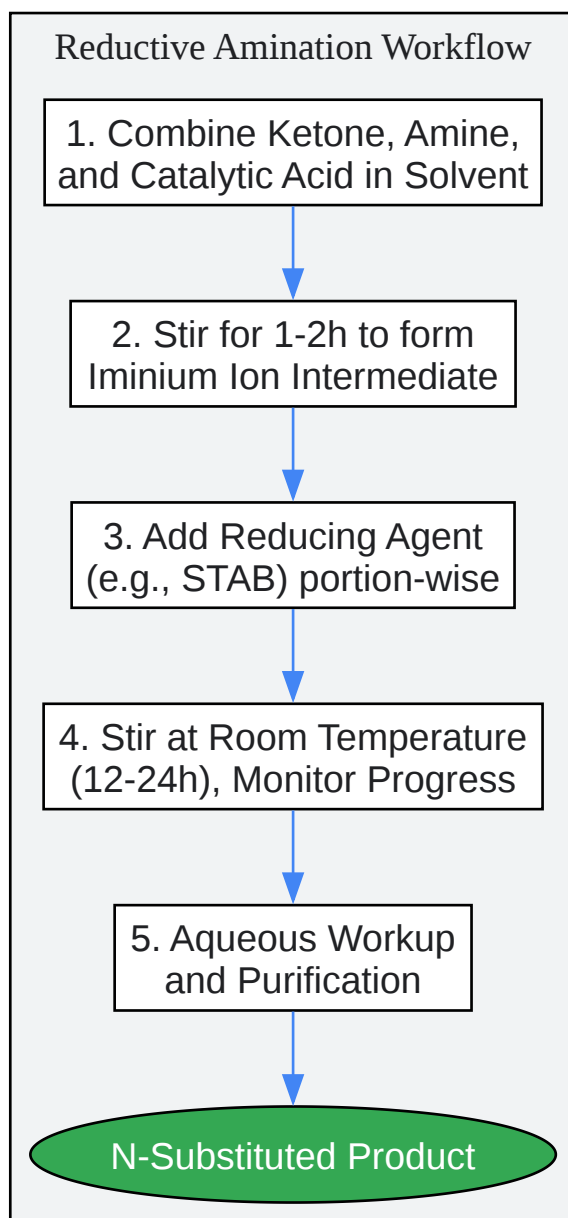 Reductive Amination Workflow
1. Combine Ketone, Amine,
and Catalytic Acid in Solvent
2. Stir for 1-2h to form
Iminium Ion Intermediate
3. Add Reducing Agent
(e.g., STAB) portion-wise
4. Stir at Room Temperature
(12-24h), Monitor Progress
5. Aqueous Workup
and Purification
N-Substituted Product